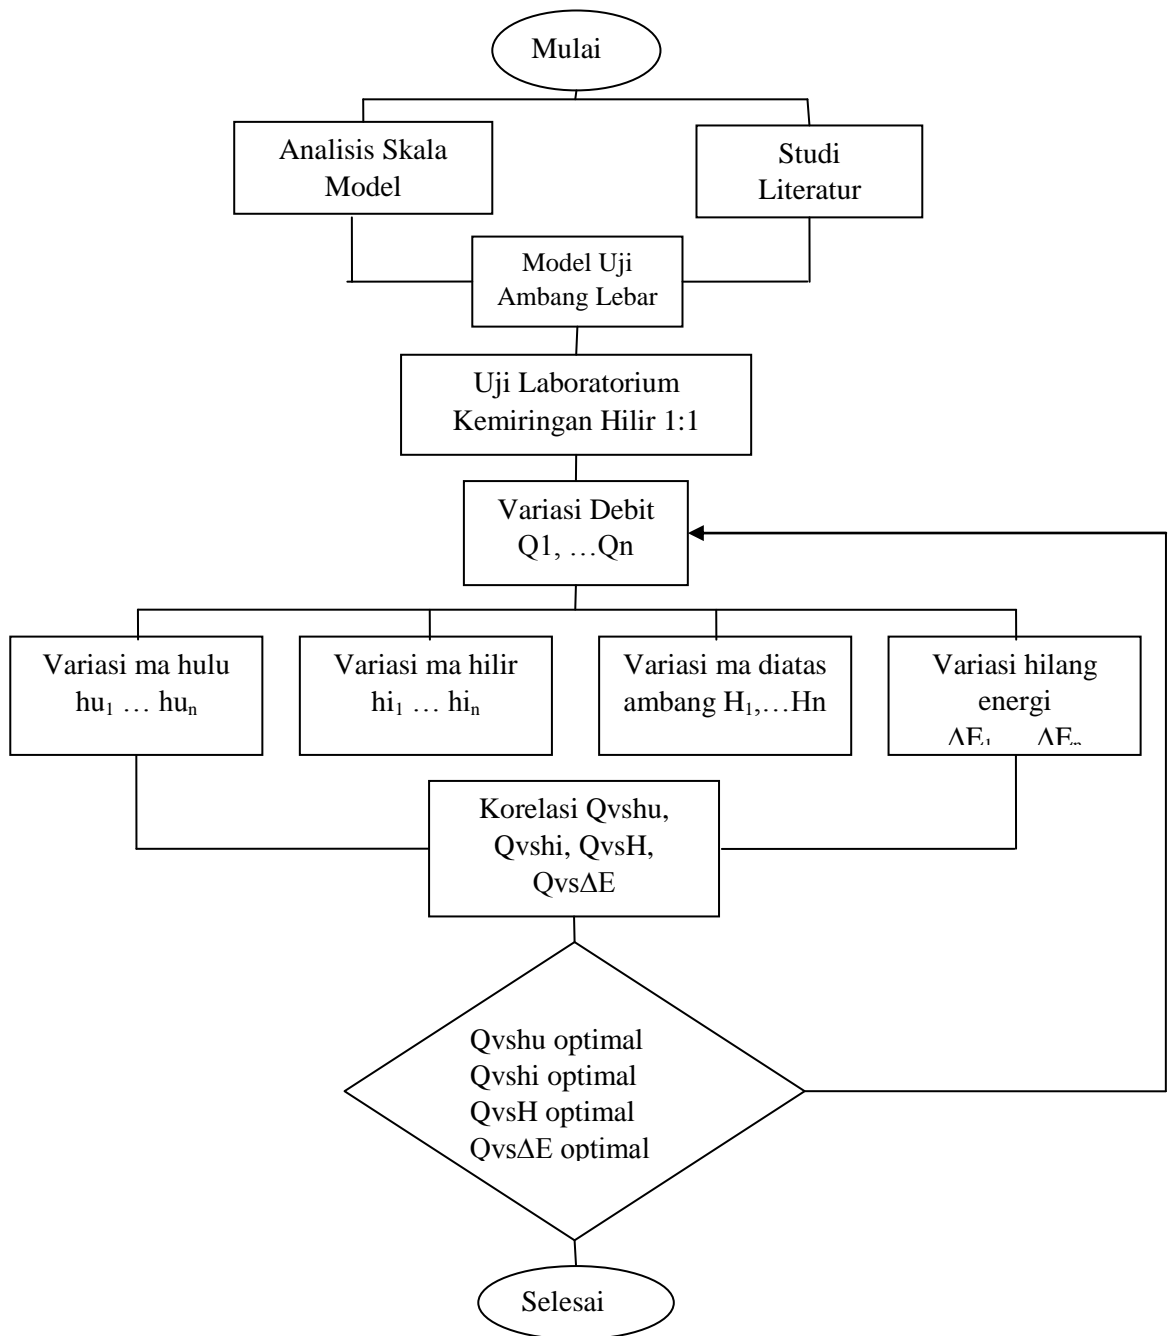 Mulai
Analisis Skala
Model
Studi
Literatur
Model Uji
Ambang Lebar
Uji Laboratorium
Kemiringan Hilir 1:1
Variasi Debit
Q1, …Qn
Variasi ma hulu
hu₁ … huₙ
Variasi ma hilir
hi₁ … hiₙ
Variasi ma diatas
ambang H₁,…Hn
Variasi hilang
energi
ΔE₁ ΔEₙ
Korelasi Qvshu,
Qvshi, QvsH,
QvsΔE
Qvshu optimal
Qvshi optimal
QvsH optimal
QvsΔE optimal
Selesai